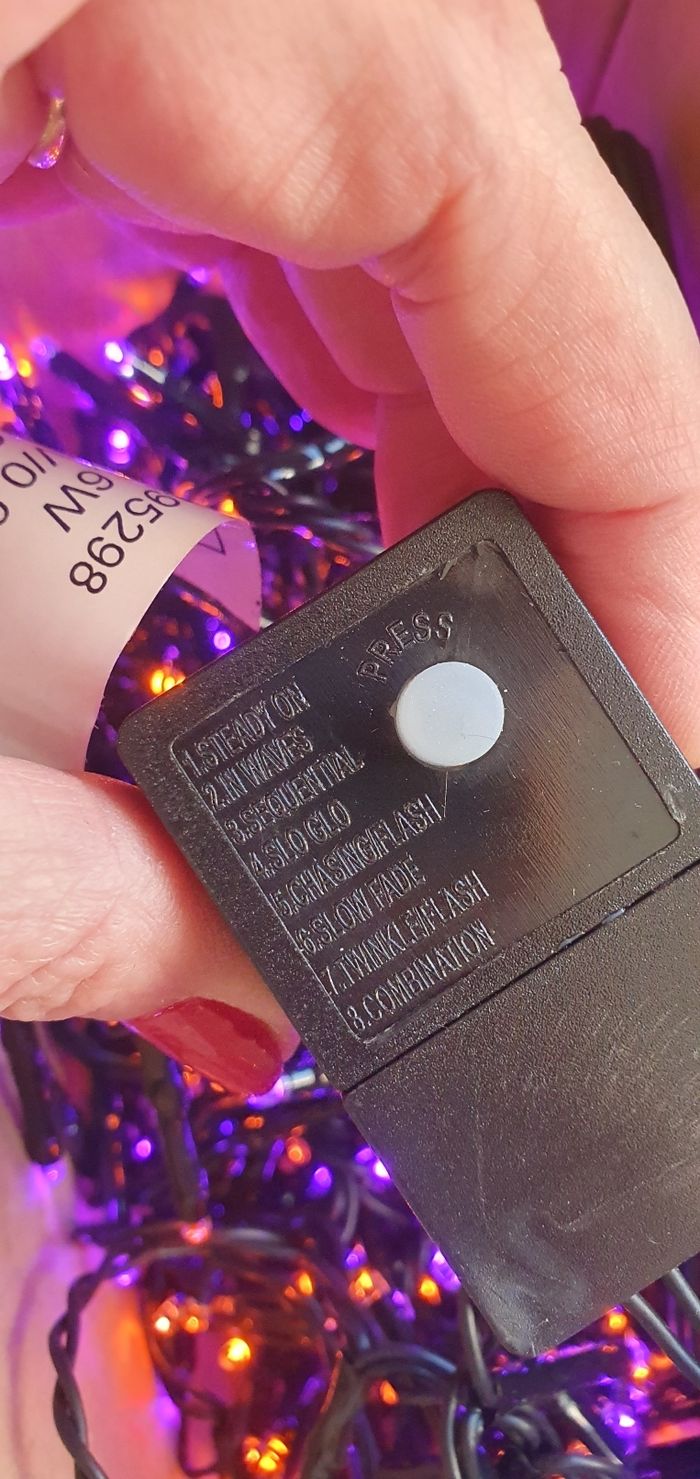 PRESS
1.STEADY ON
2.IN WAVES
3.SEQUENTIAL
4.SLO GLO
5.CHASING/FLASH
6.SLOW FADE
7.TWINKLE/FLASH
8.COMBINATION
95298
6W